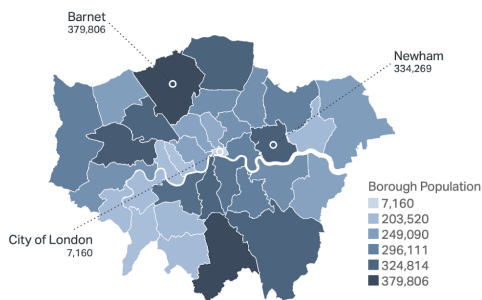 Barnet
379,806
Newham
334,269
City of London
7,160
Borough Population
7,160
203,520
249,090
296,111
324,814
379,806